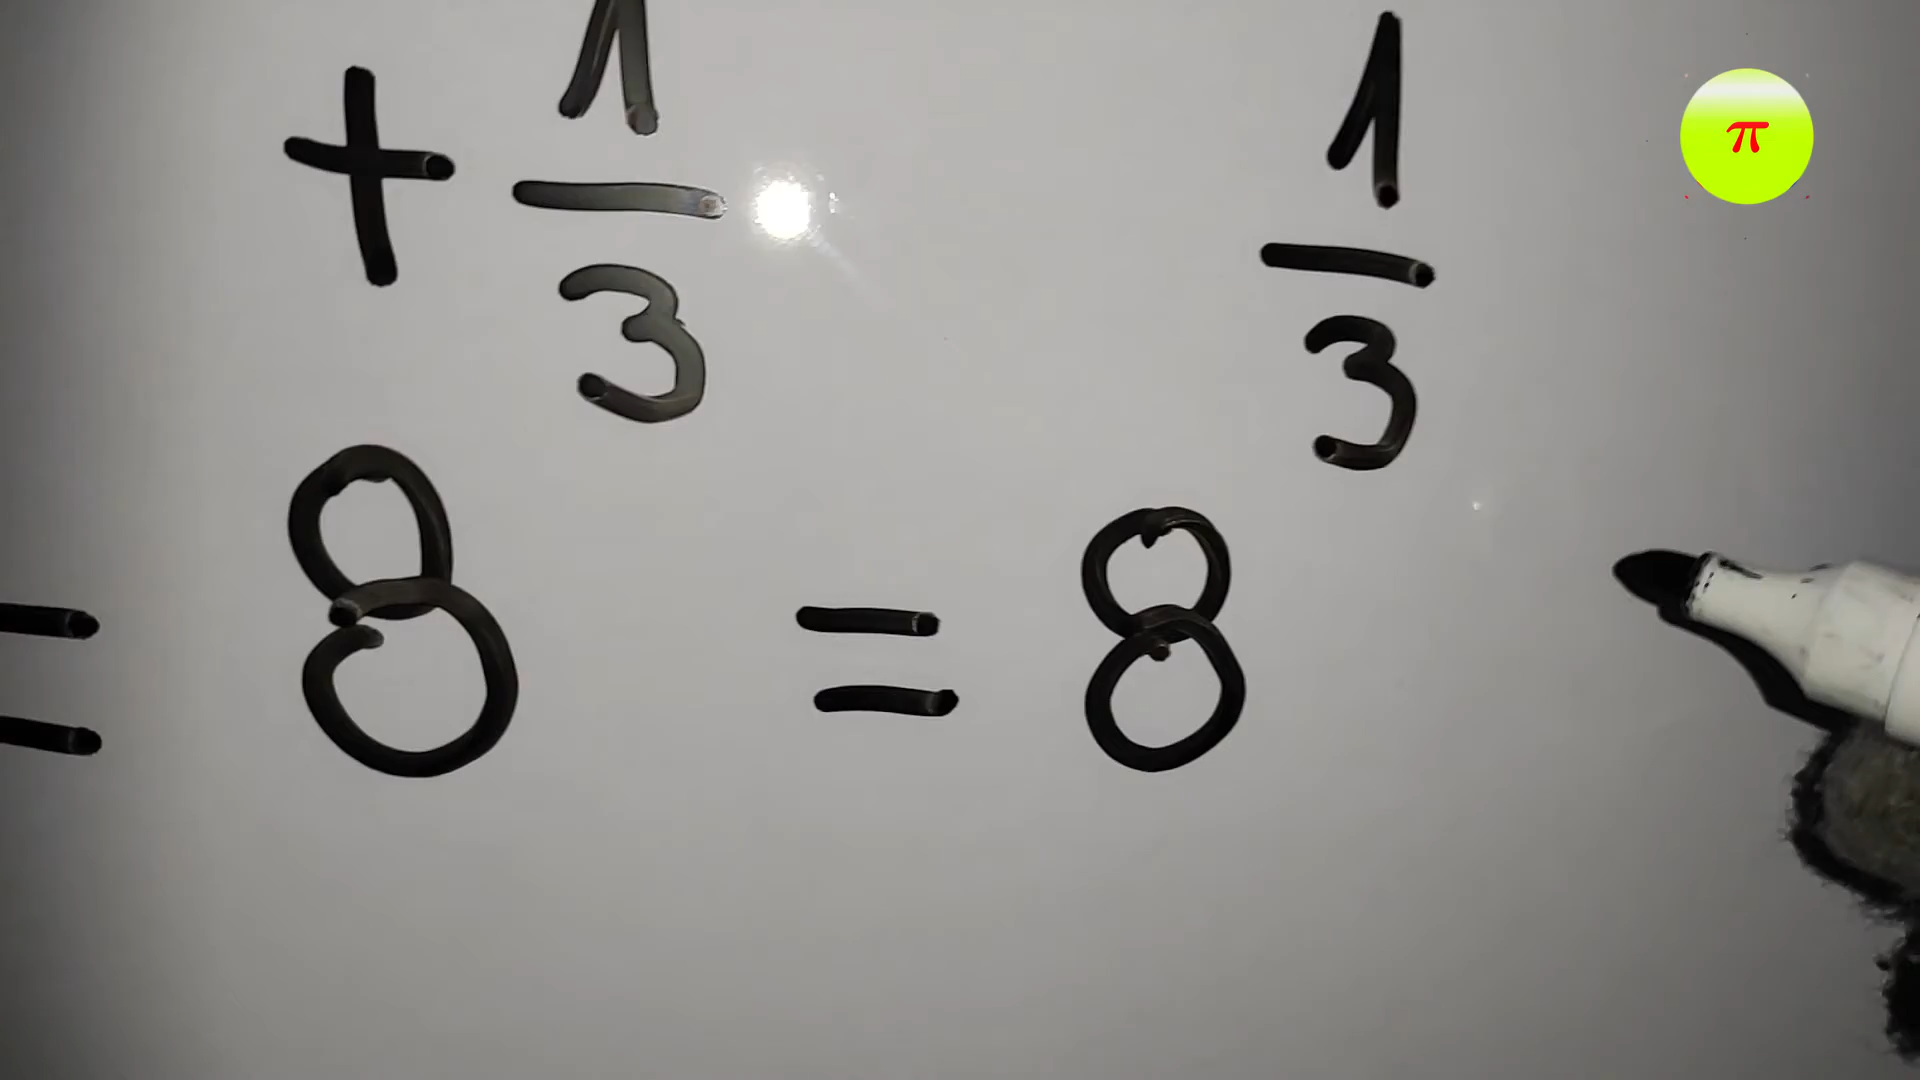 + 1/3 1/3
= 8 = 8
π